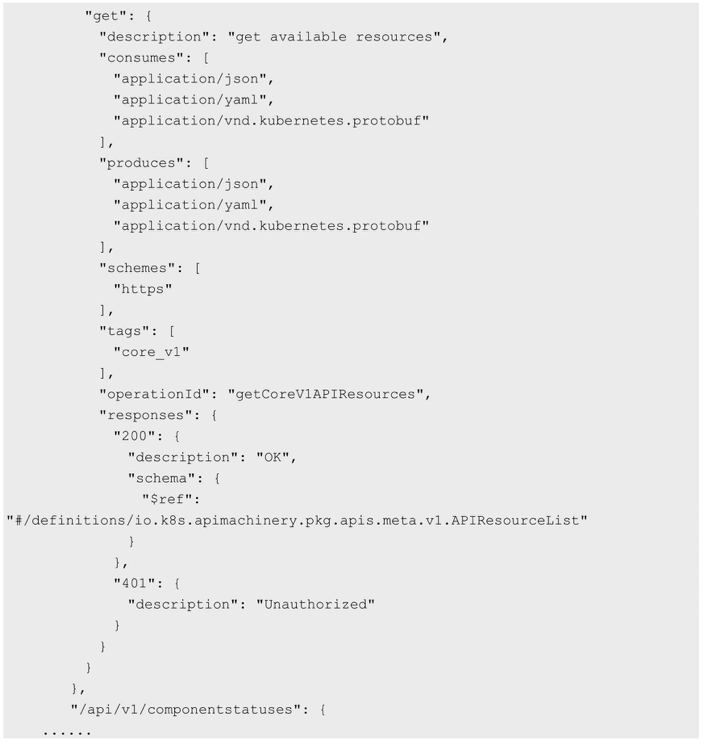 "get": {
"description": "get available resources",
"consumes": [
"application/json",
"application/yaml",
"application/vnd.kubernetes.protobuf"
],
"produces": [
"application/json",
"application/yaml",
"application/vnd.kubernetes.protobuf"
],
"schemes": [
"https"
],
"tags": [
"core_v1"
],
"operationId": "getCoreV1APIResources",
"responses": {
"200": {
"description": "OK",
"schema": {
"$ref":
"#/definitions/io.k8s.apimachinery.pkg.apis.meta.v1.APIResourceList"
}
},
"401": {
"description": "Unauthorized"
}
}
}
},
"/api/v1/componentstatuses": {
......